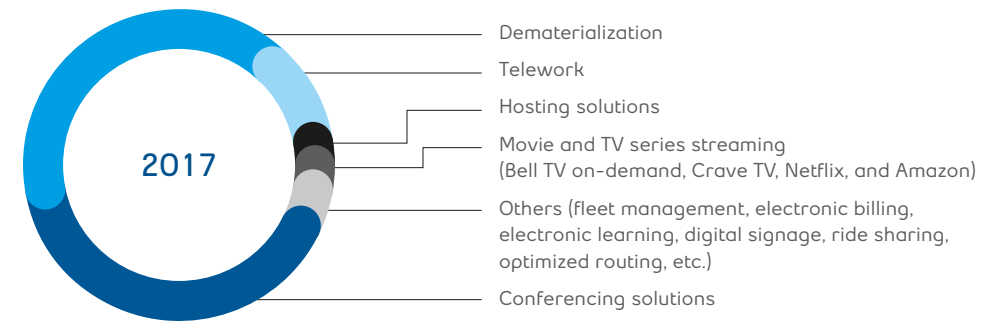 Dematerialization
Telework
Hosting solutions
2017
Movie and TV series streaming
(Bell TV on-demand, Crave TV, Netflix, and Amazon)
Others (fleet management, electronic billing,
electronic learning, digital signage, ride sharing,
optimized routing, etc.)
Conferencing solutions